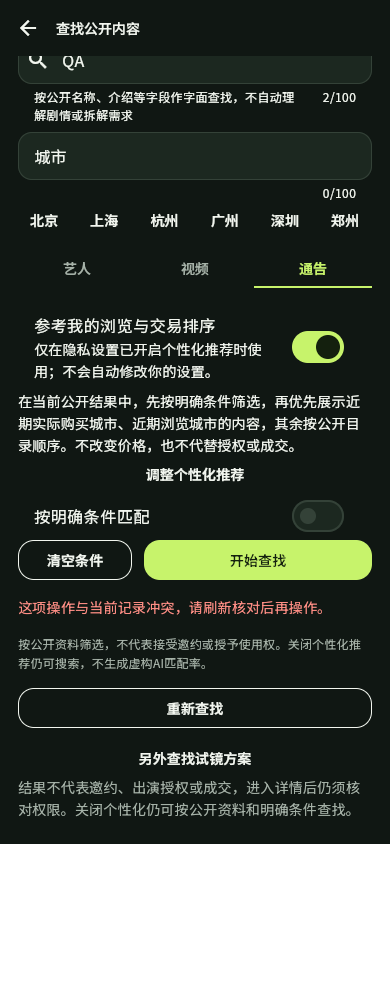 查找公开内容
QA
按公开名称、介绍等字段作字面查找，不自动理 2/100
解剧情或拆解需求
城市
0/100
北京 上海 杭州 广州 深圳 郑州
艺人 视频 通告
参考我的浏览与交易排序
仅在隐私设置已开启个性化推荐时使
用；不会自动修改你的设置。
在当前公开结果中，先按明确条件筛选，再优先展示近
期实际购买城市、近期浏览城市的内容，其余按公开目
录顺序。不改变价格，也不代替授权或成交。
调整个性化推荐
按明确条件匹配
清空条件 开始查找
这项操作与当前记录冲突，请刷新核对后再操作。
按公开资料筛选，不代表接受邀约或授予使用权。关闭个性化推
荐仍可搜索，不生成虚构AI匹配率。
重新查找
另外查找试镜方案
结果不代表邀约、出演授权或成交，进入详情后仍须核
对权限。关闭个性化仍可按公开资料和明确条件查找。